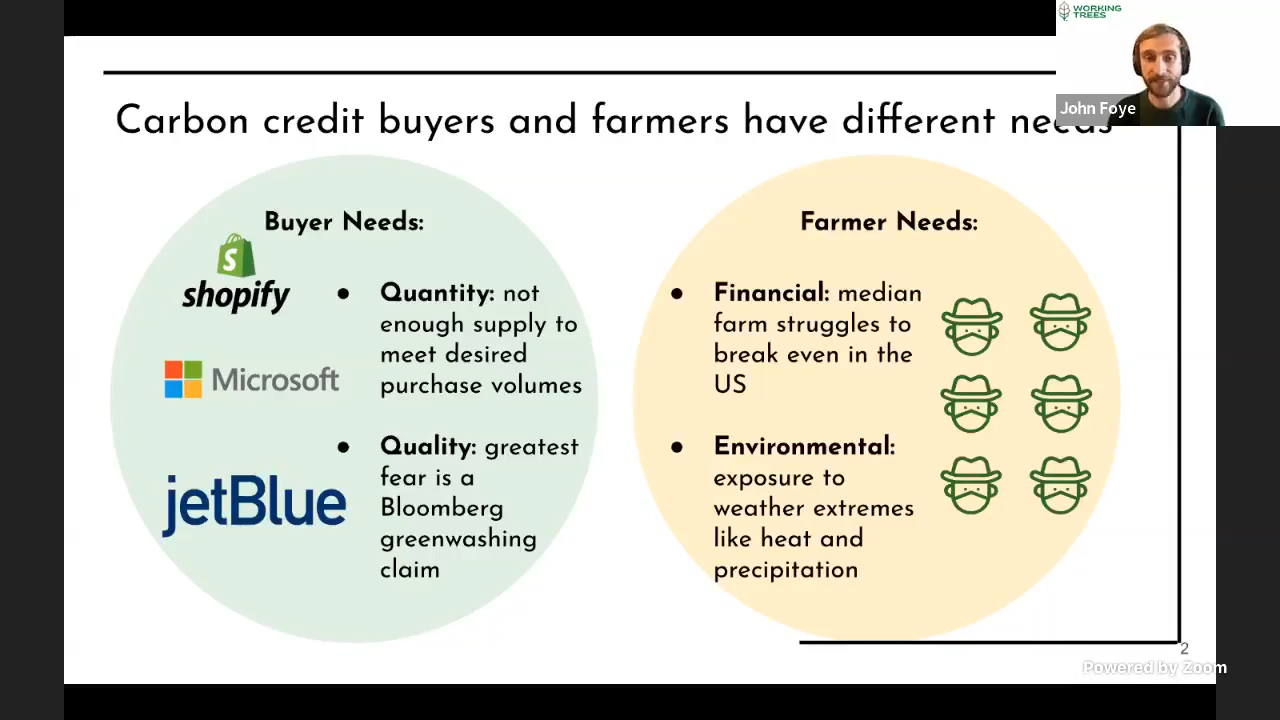 WORKING
TREES
John Foye
Carbon credit buyers and farmers have different needs
Buyer Needs:
S
shopify
Microsoft
jetBlue
● Quantity: not
enough supply to
meet desired
purchase volumes
● Quality: greatest
fear is a
Bloomberg
greenwashing
claim
Farmer Needs:
● Financial: median
farm struggles to
break even in the
US
● Environmental:
exposure to
weather extremes
like heat and
precipitation
2
Powered by Zoom